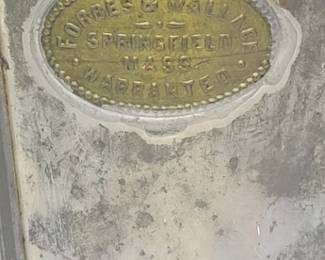 FORBES & WALLACE
SPRINGFIELD
MASS.
WARRANTED